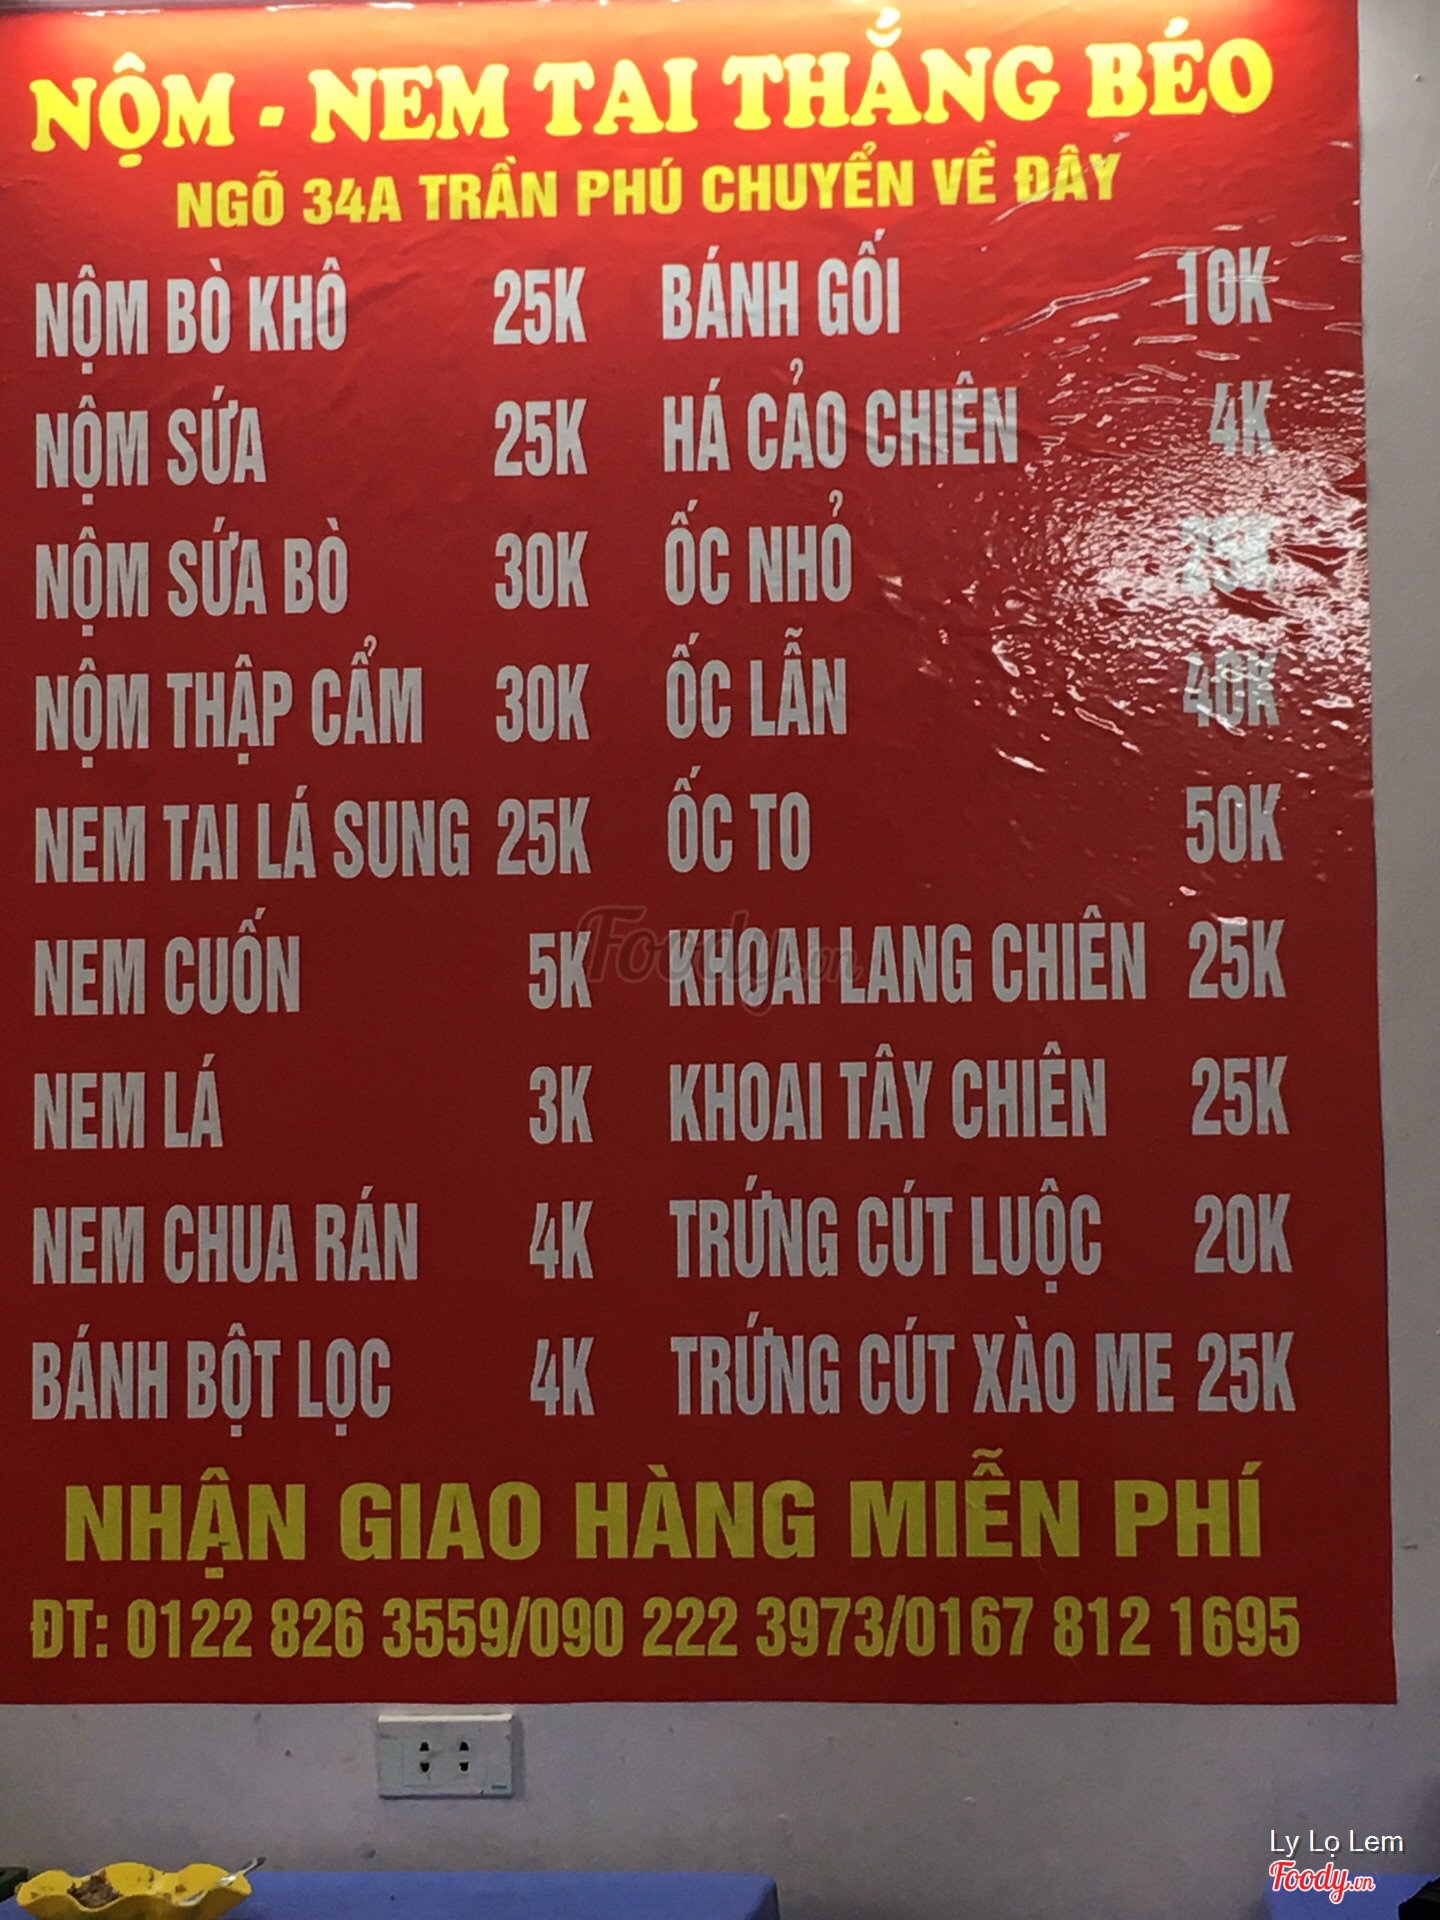 NỘM - NEM TAI THẮNG BÉO
NGÕ 34A TRẦN PHÚ CHUYỂN VỀ ĐÂY
NỘM BÒ KHÔ 25K BÁNH GỐI 10K
NỘM SỨA 25K HÁ CẢO CHIÊN 4K
NỘM SỨA BÒ 30K ỐC NHỎ
NỘM THẬP CẨM 30K ỐC LẪN 40K
NEM TAI LÁ SUNG 25K ỐC TO 50K
NEM CUỐN 5K KHOAI LANG CHIÊN 25K
NEM LÁ 3K KHOAI TÂY CHIÊN 25K
NEM CHUA RÁN 4K TRỨNG CÚT LUỘC 20K
BÁNH BỘT LỌC 4K TRỨNG CÚT XÀO ME 25K
NHẬN GIAO HÀNG MIỄN PHÍ
ĐT: 0122 826 3559/090 222 3973/0167 812 1695
Foody.vn
Ly Lọ Lem
Foody.vn